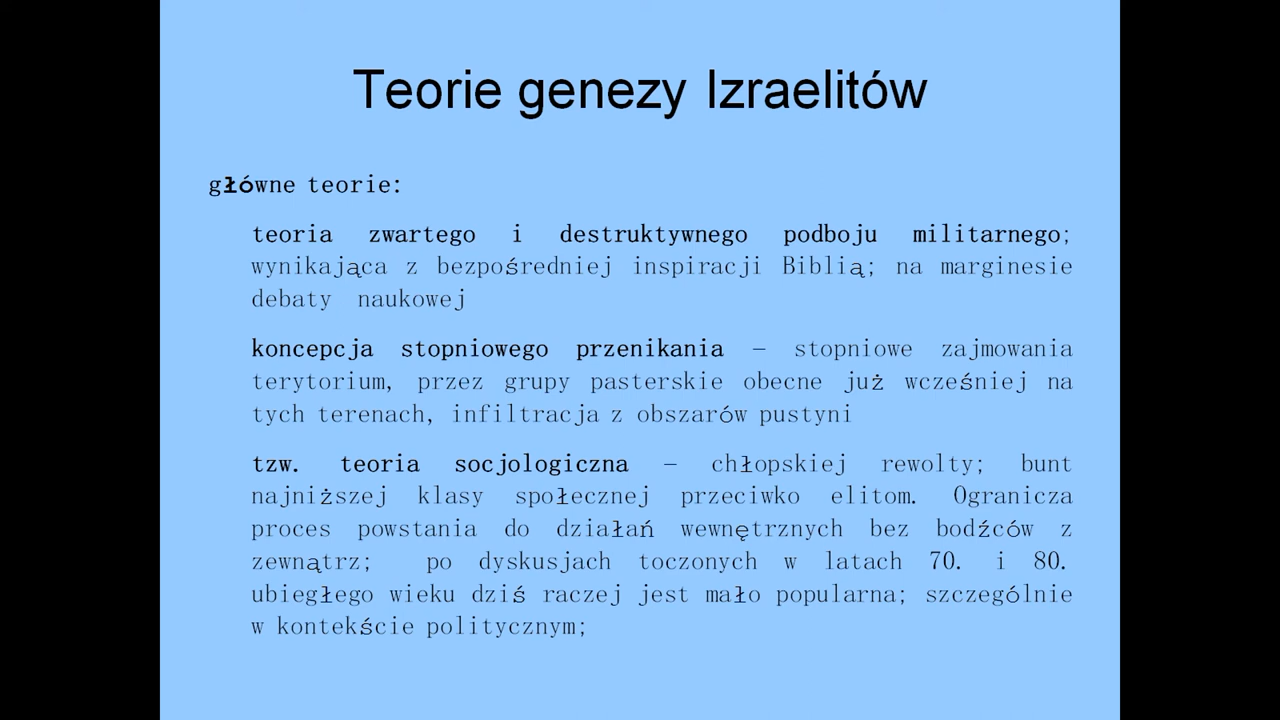 Teorie genezy Izraelitów
główne teorie:
teoria zwartego i destruktywnego podboju militarnego;
wynikająca z bezpośredniej inspiracji Biblią; na marginesie
debaty naukowej
koncepcja stopniowego przenikania – stopniowe zajmowania
terytorium, przez grupy pasterskie obecne już wcześniej na
tych terenach, infiltracja z obszarów pustyni
tzw. teoria socjologiczna – chłopskiej rewolty; bunt
najniższej klasy społecznej przeciwko elitom. Ogranicza
proces powstania do działań wewnętrznych bez bodźców z
zewnątrz; po dyskusjach toczonych w latach 70. i 80.
ubiegłego wieku dziś raczej jest mało popularna; szczególnie
w kontekście politycznym;